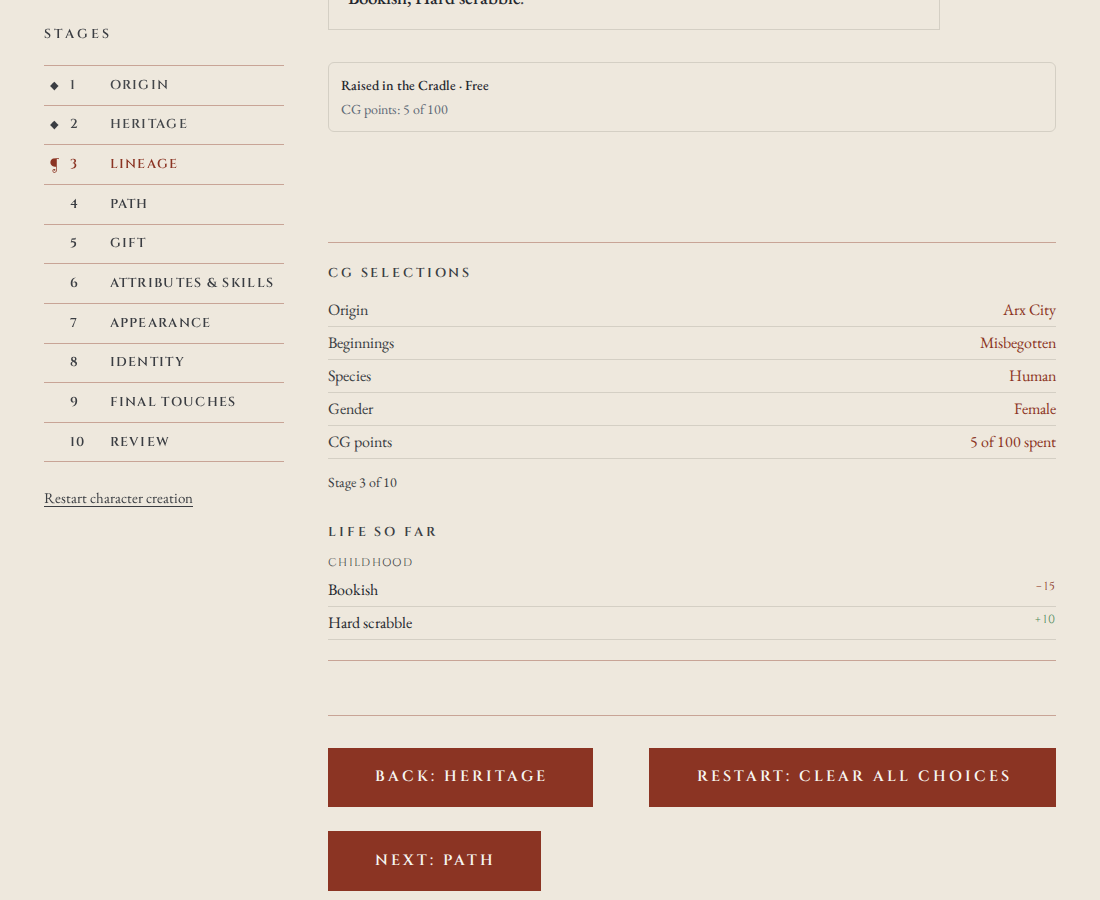 Bookish, Hard scrabble.
STAGES
◆ 1 ORIGIN
◆ 2 HERITAGE
¶ 3 LINEAGE
4 PATH
5 GIFT
6 ATTRIBUTES & SKILLS
7 APPEARANCE
8 IDENTITY
9 FINAL TOUCHES
10 REVIEW
Restart character creation
Raised in the Cradle · Free
CG points: 5 of 100
CG SELECTIONS
Origin Arx City
Beginnings Misbegotten
Species Human
Gender Female
CG points 5 of 100 spent
Stage 3 of 10
LIFE SO FAR
CHILDHOOD
Bookish −15
Hard scrabble +10
BACK: HERITAGE
RESTART: CLEAR ALL CHOICES
NEXT: PATH